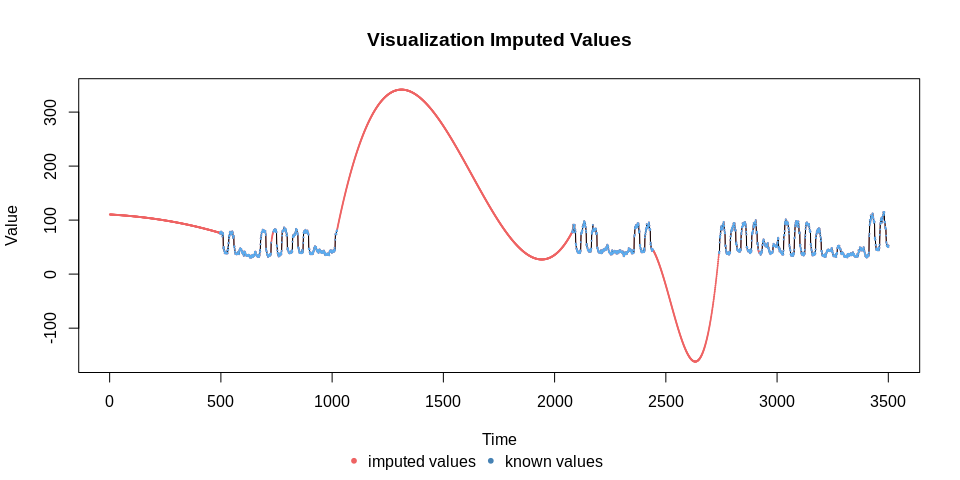 Visualization Imputed Values
300
200
100
0
-100
Value
0 500 1000 1500 2000 2500 3000 3500
Time
imputed values known values